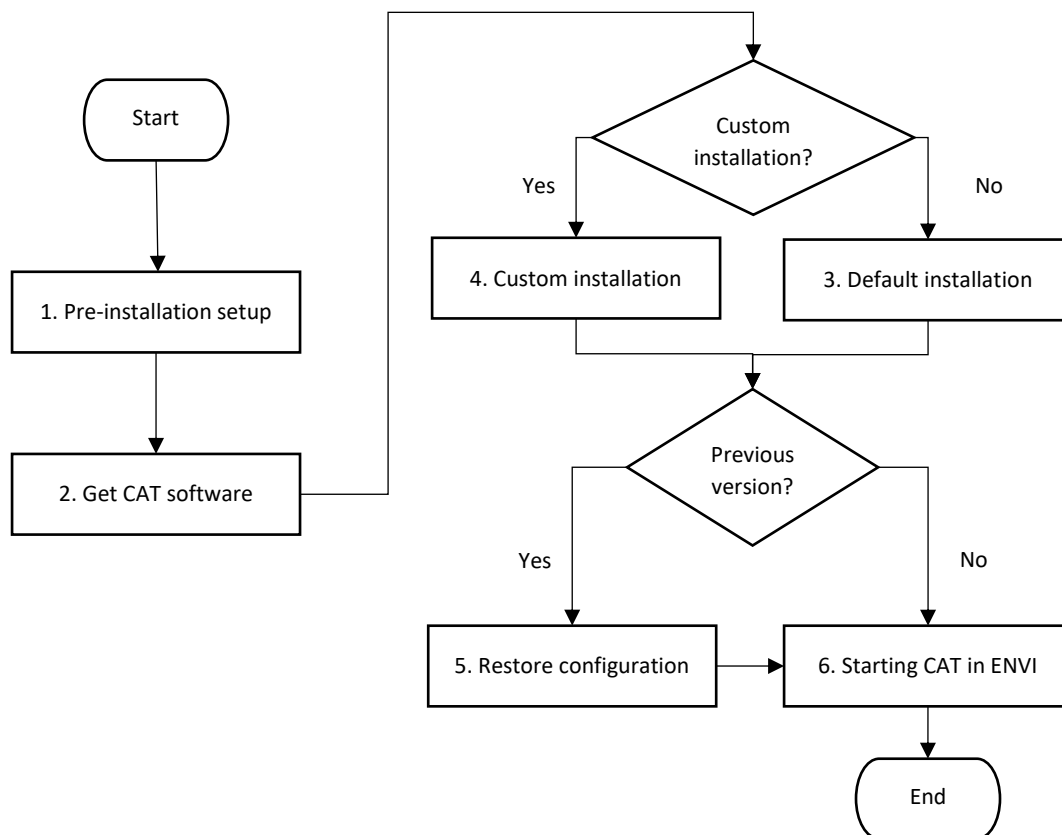 Start
1. Pre-installation setup
2. Get CAT software
Custom
installation?
Yes
No
4. Custom installation
3. Default installation
Previous
version?
Yes
No
5. Restore configuration
6. Starting CAT in ENVI
End